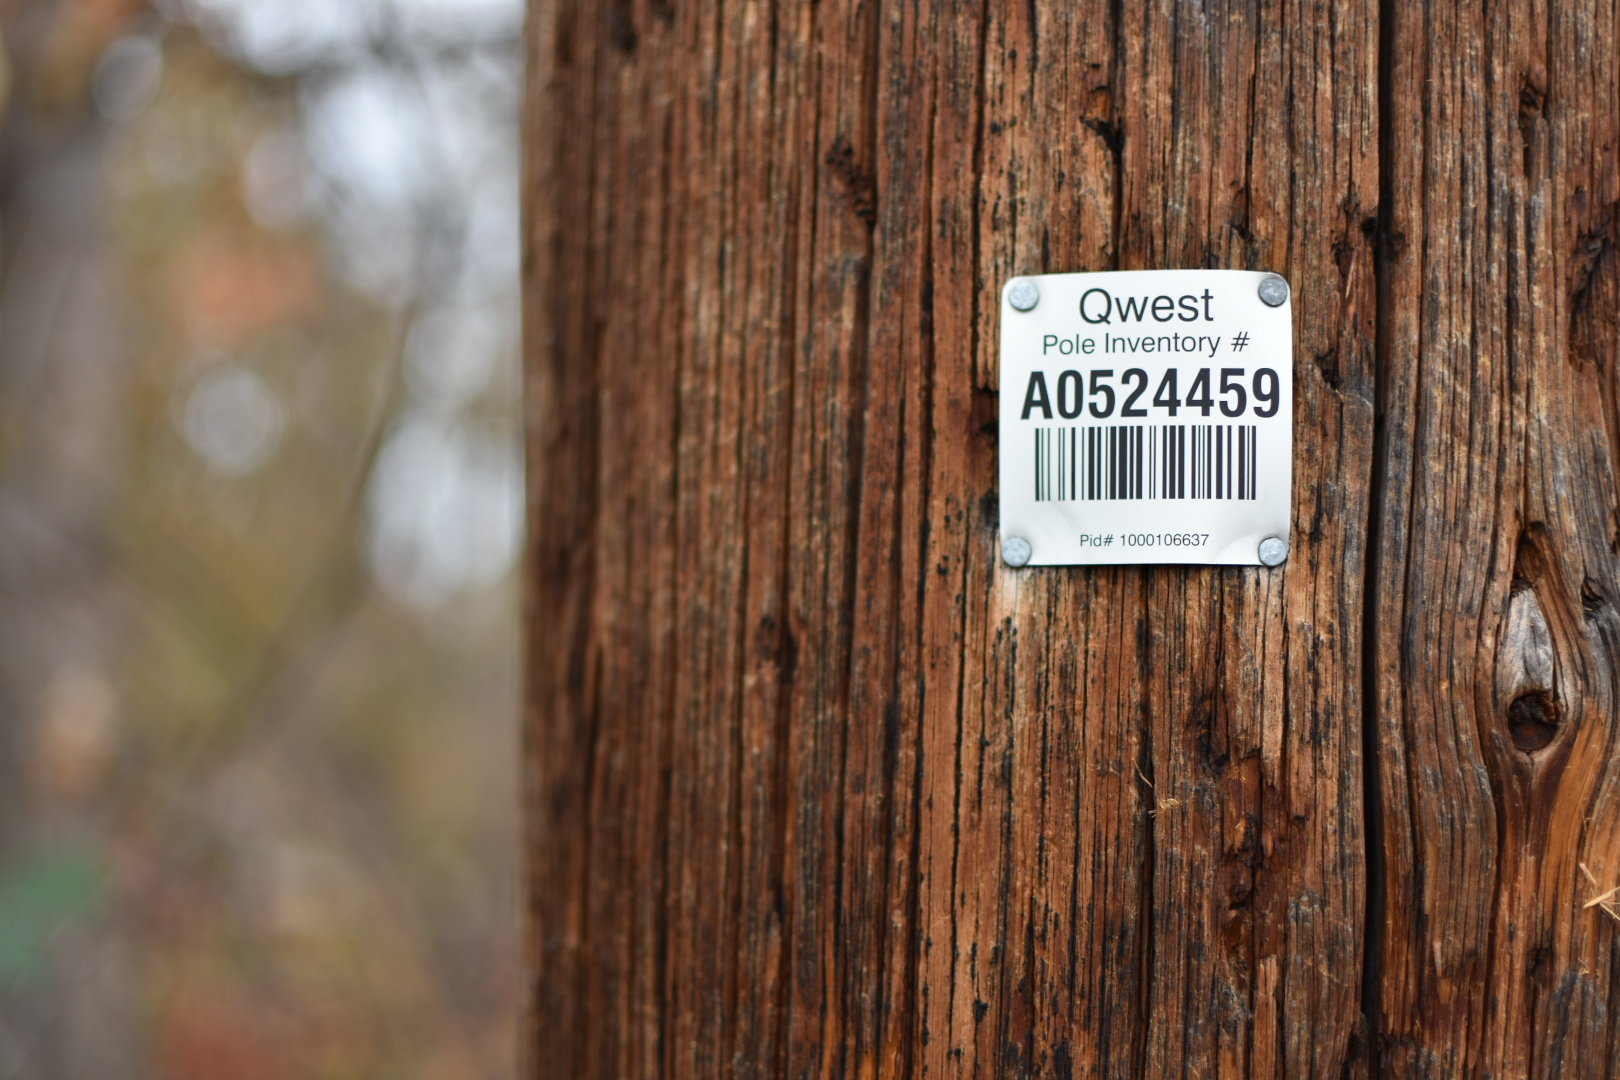 Qwest
Pole Inventory #
A0524459
Pid# 1000106637